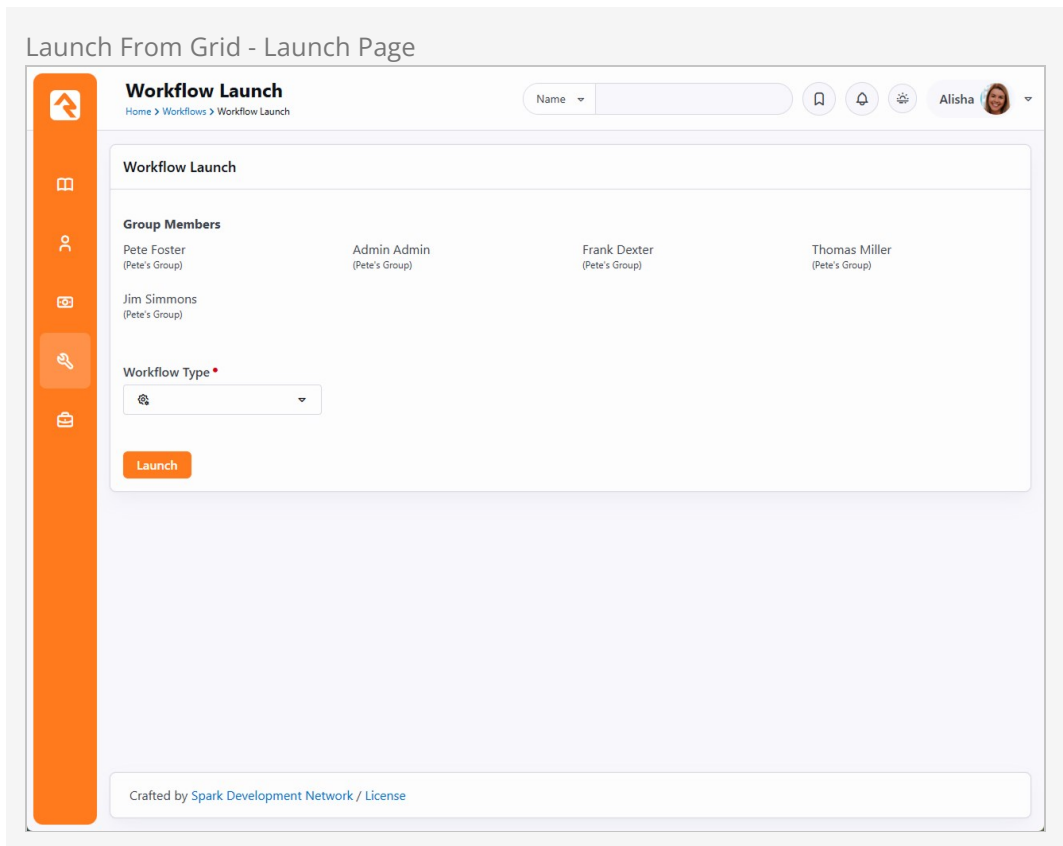 Launch From Grid - Launch Page
Workflow Launch
Home > Workflows > Workflow Launch
Name
Alisha
Workflow Launch
Group Members
Pete Foster Admin Admin Frank Dexter Thomas Miller
(Pete's Group) (Pete's Group) (Pete's Group) (Pete's Group)
Jim Simmons
(Pete's Group)
Workflow Type
Launch
Crafted by Spark Development Network / License